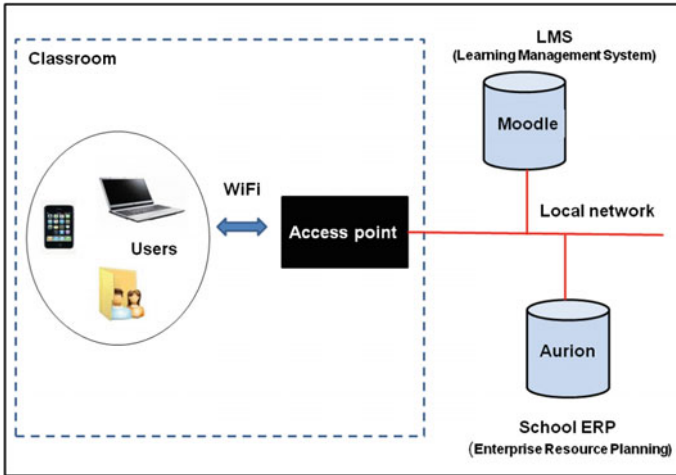 Classroom
Users
WiFi
Access point
LMS
(Learning Management System)
Moodle
Local network
Aurion
School ERP
(Enterprise Resource Planning)